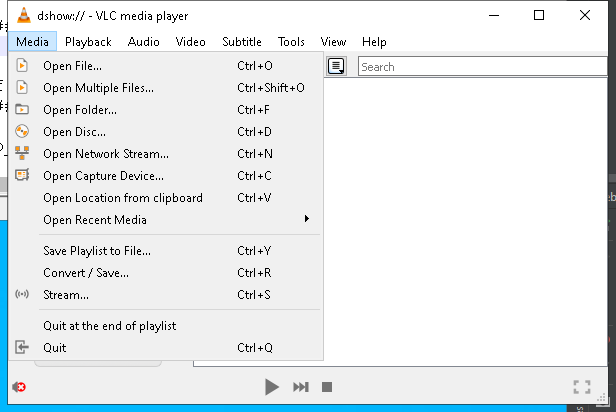 dshow:// - VLC media player
Media Playback Audio Video Subtitle Tools View Help
Open File... Ctrl+O
Search
Open Multiple Files... Ctrl+Shift+O
Open Folder... Ctrl+F
Open Disc... Ctrl+D
Open Network Stream... Ctrl+N
Open Capture Device... Ctrl+C
Open Location from clipboard Ctrl+V
Open Recent Media
Save Playlist to File... Ctrl+Y
Convert / Save... Ctrl+R
Stream... Ctrl+S
Quit at the end of playlist
Quit Ctrl+Q